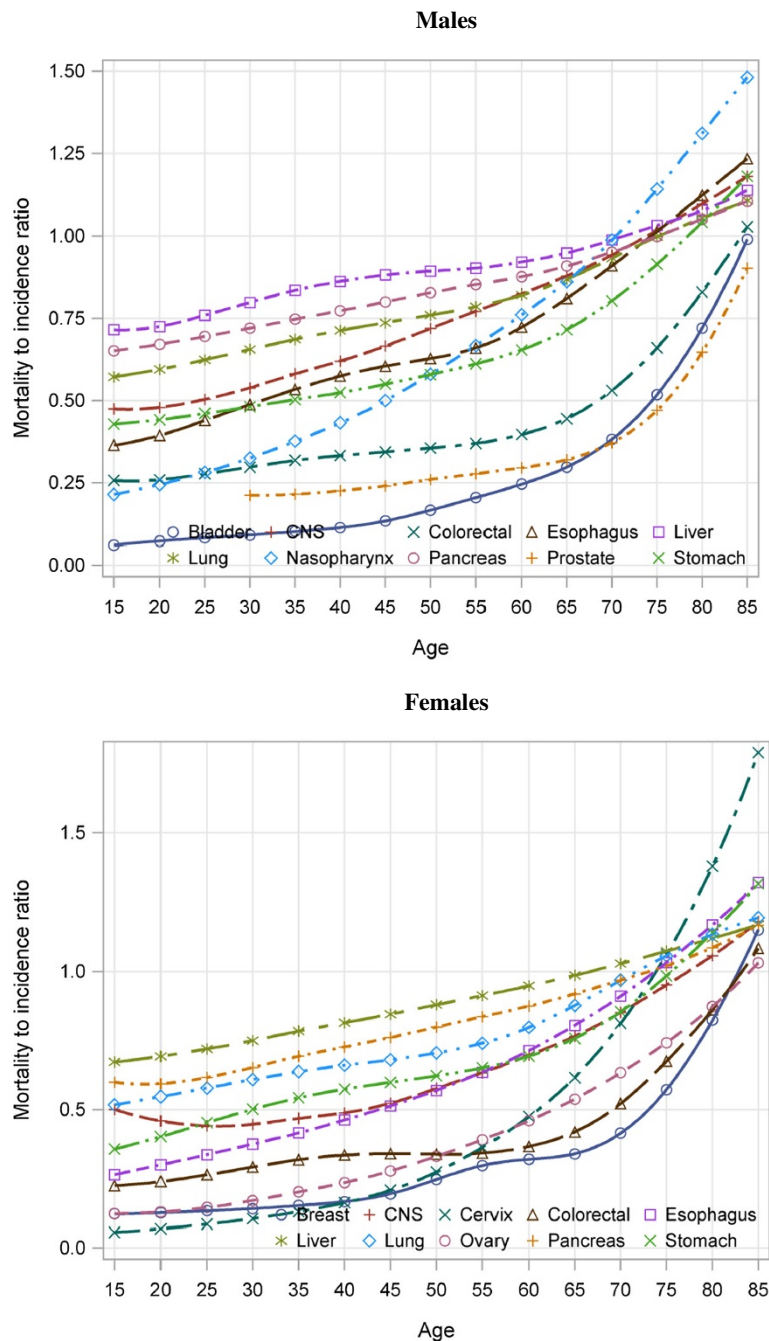 Males
1.50
1.25
1.00
0.75
0.50
0.25
0.00
Mortality to incidence ratio
Bladder CNS Colorectal Esophagus Liver
Lung Nasopharynx Pancreas Prostate Stomach
15 20 25 30 35 40 45 50 55 60 65 70 75 80 85
Age
Females
1.5
1.0
0.5
0.0
Mortality to incidence ratio
Breast CNS Cervix Colorectal Esophagus
Liver Lung Ovary Pancreas Stomach
15 20 25 30 35 40 45 50 55 60 65 70 75 80 85
Age